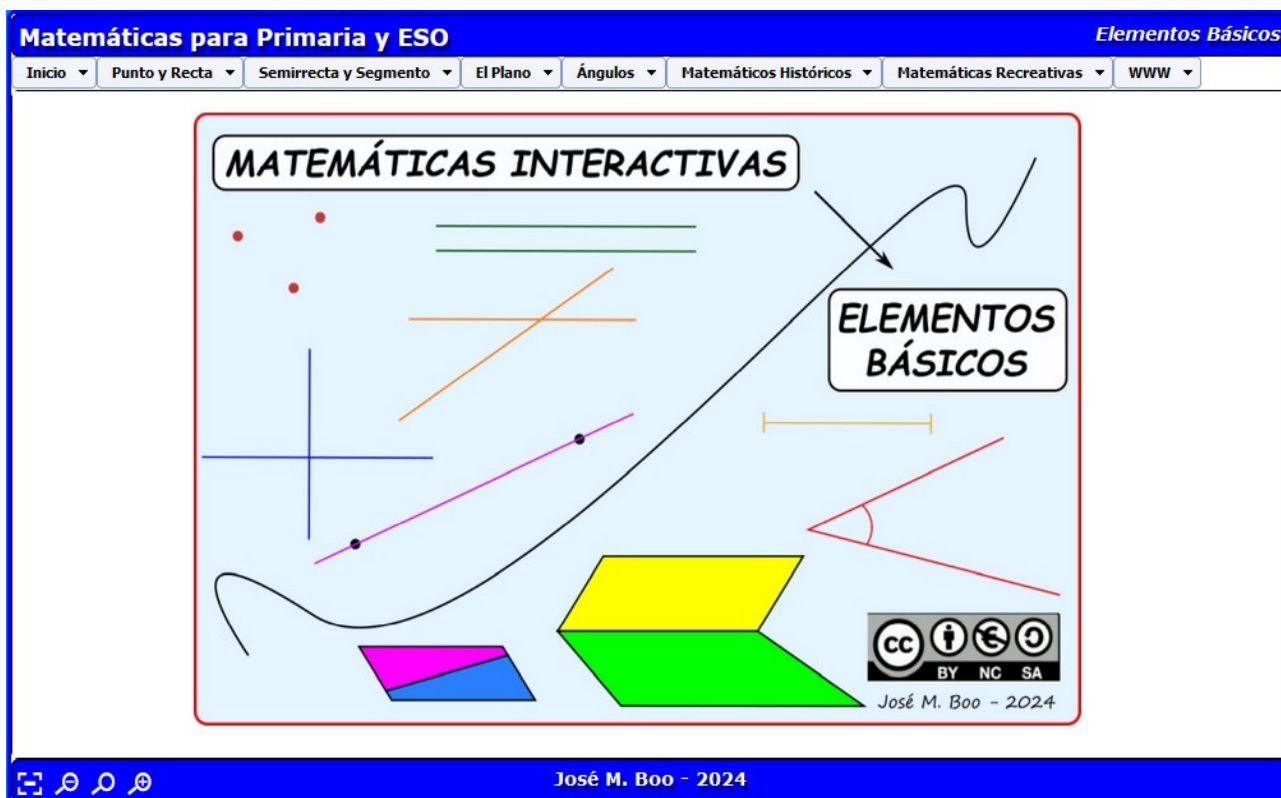 Matemáticas para Primaria y ESO
Elementos Básicos
Inicio Punto y Recta Semirrecta y Segmento El Plano Ángulos Matemáticos Históricos Matemáticas Recreativas WWW
MATEMÁTICAS INTERACTIVAS
ELEMENTOS
BÁSICOS
CC
BY NC SA
José M. Boo - 2024
José M. Boo - 2024